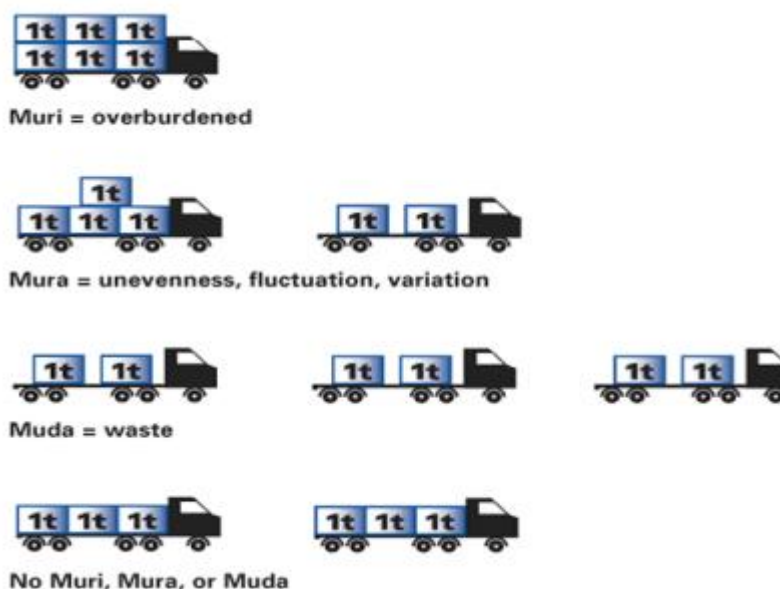 1t 1t 1t
1t 1t 1t
Muri = overburdened
1t
1t 1t 1t 1t 1t
Mura = unevenness, fluctuation, variation
1t 1t 1t 1t 1t 1t
Muda = waste
1t 1t 1t 1t 1t 1t
No Muri, Mura, or Muda